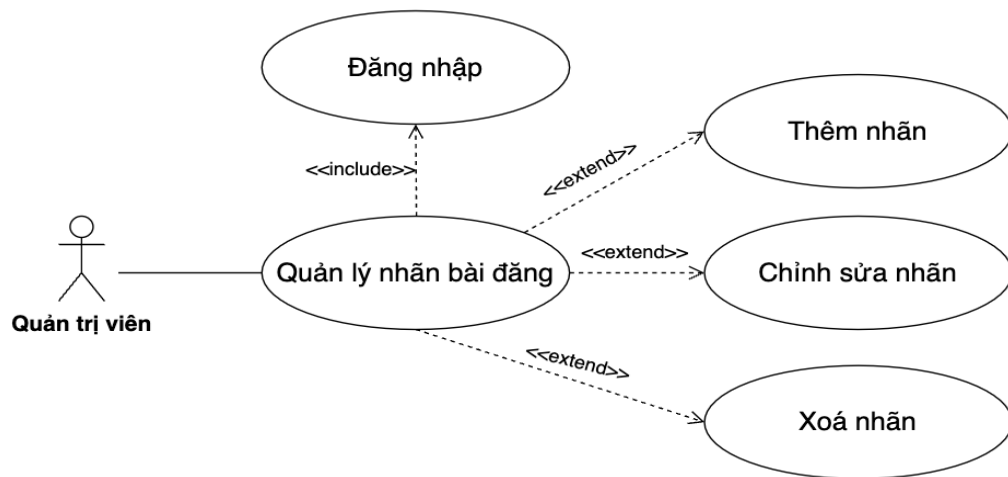 Đăng nhập
Thêm nhãn
<<extend>>
<<include>>
<<extend>>
Quản lý nhãn bài đăng
Chỉnh sửa nhãn
Quản trị viên
<<extend>>
Xoá nhãn